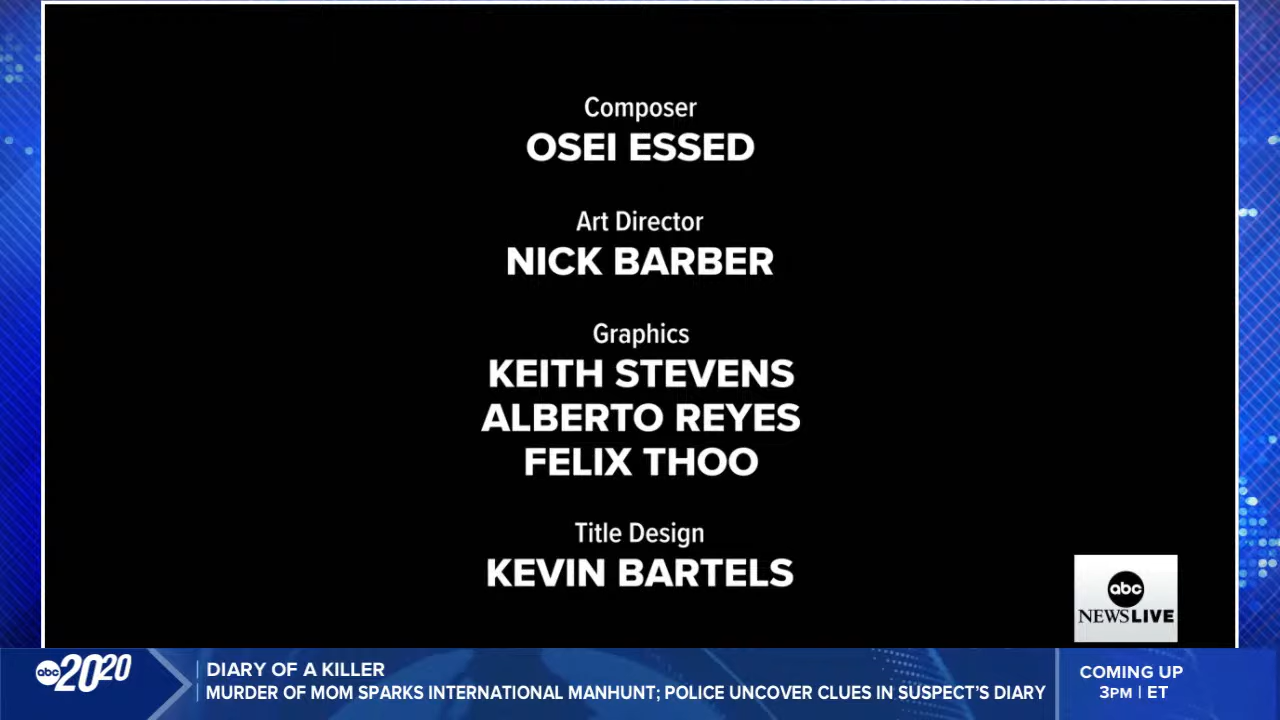 Composer
OSEI ESSED
Art Director
NICK BARBER
Graphics
KEITH STEVENS
ALBERTO REYES
FELIX THOO
Title Design
KEVIN BARTELS
abc
NEWSLIVE
abc 2020
DIARY OF A KILLER
MURDER OF MOM SPARKS INTERNATIONAL MANHUNT; POLICE UNCOVER CLUES IN SUSPECT'S DIARY
COMING UP
3PM | ET